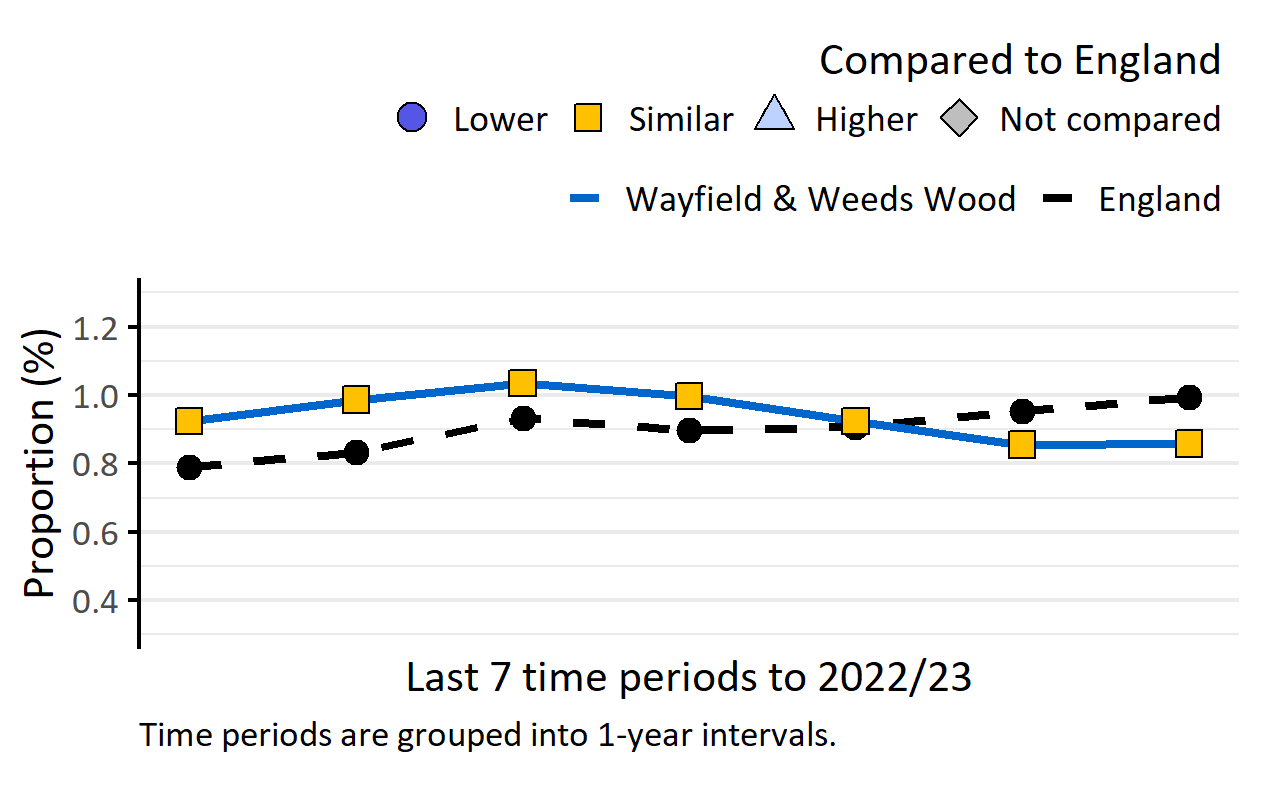 Compared to England
Lower Similar Higher Not compared
Wayfield & Weeds Wood England
Proportion (%)
1.2
1.0
0.8
0.6
0.4
Last 7 time periods to 2022/23
Time periods are grouped into 1-year intervals.